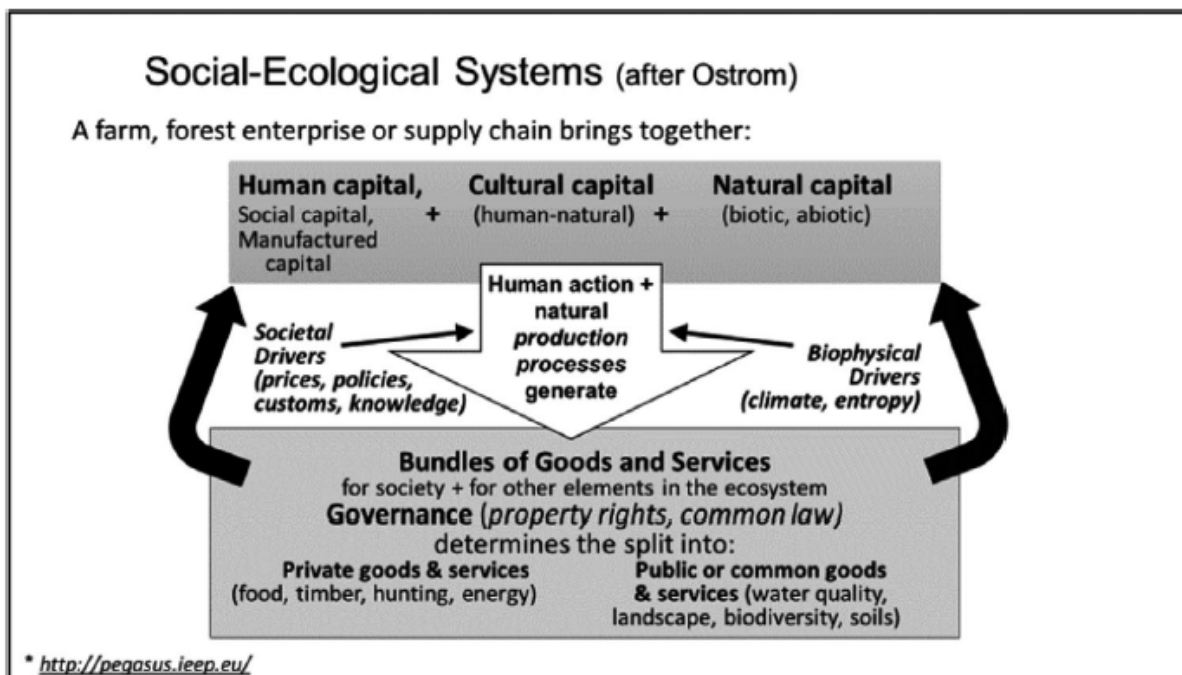 Social-Ecological Systems (after Ostrom)
A farm, forest enterprise or supply chain brings together:
Human capital,
Social capital,
Manufactured
capital
+
Cultural capital
(human-natural)
+
Natural capital
(biotic, abiotic)
Human action +
natural
production
processes
generate
Societal
Drivers
(prices, policies,
customs, knowledge)
Biophysical
Drivers
(climate, entropy)
Bundles of Goods and Services
for society + for other elements in the ecosystem
Governance (property rights, common law)
determines the split into:
Private goods & services
(food, timber, hunting, energy)
Public or common goods
& services (water quality,
landscape, biodiversity, soils)
* http://pegasus.ieep.eu/